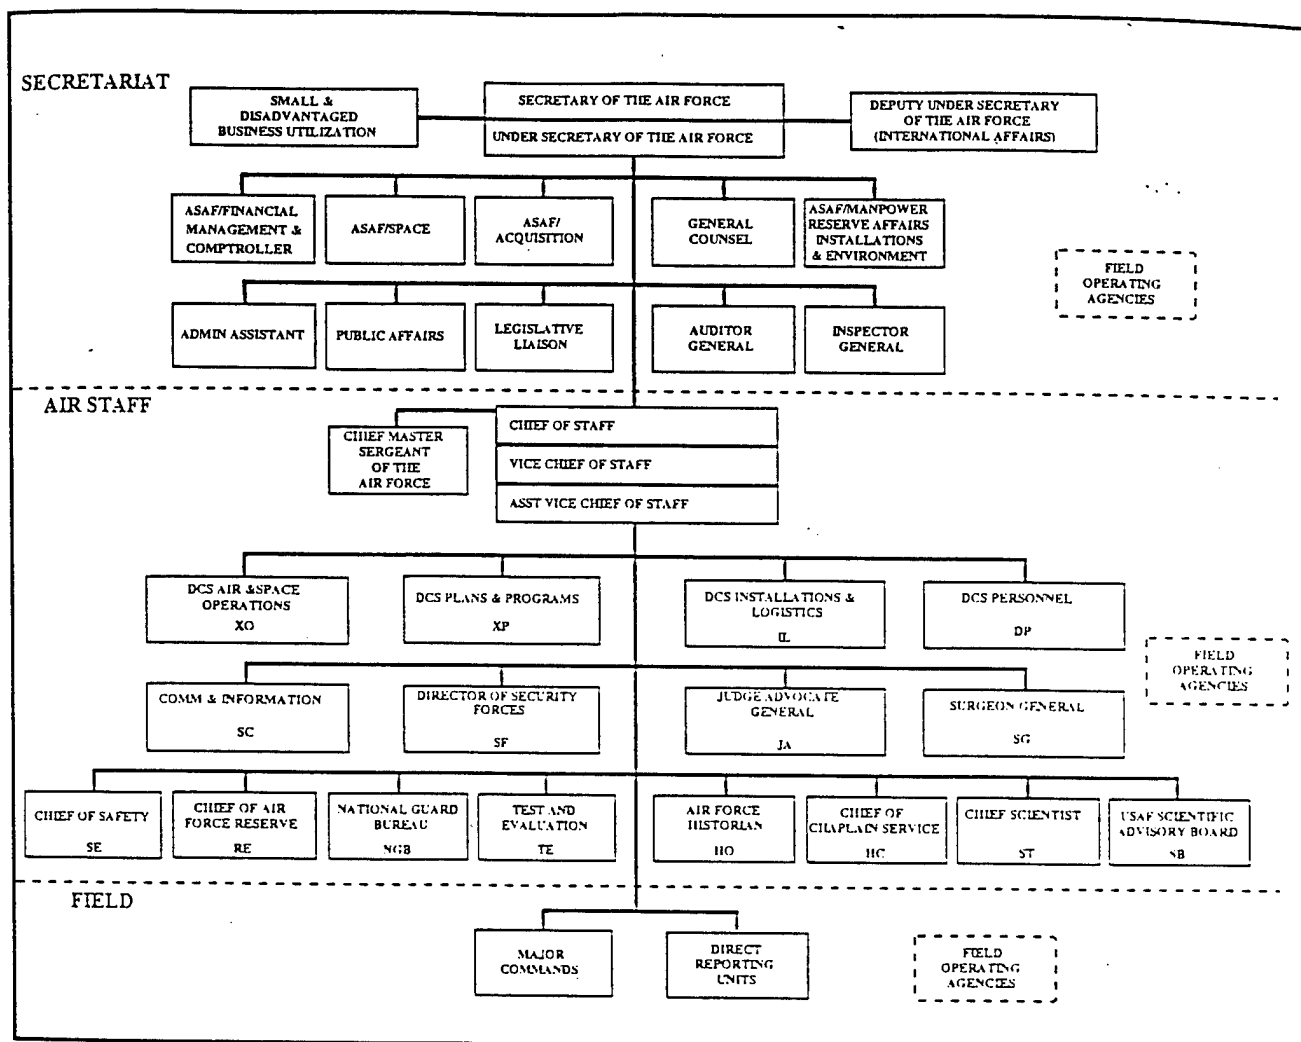 SECRETARIAT
SMALL &
DISADVANTAGED
BUSINESS UTILIZATION
SECRETARY OF THE AIR FORCE
UNDER SECRETARY OF THE AIR FORCE
DEPUTY UNDER SECRETARY
OF THE AIR FORCE
(INTERNATIONAL AFFAIRS)
ASAF/FINANCIAL
MANAGEMENT &
COMPTROLLER
ASAF/SPACE
ASAF/
ACQUISITION
GENERAL
COUNSEL
ASAF/MANPOWER
RESERVE AFFAIRS
INSTALLATIONS
& ENVIRONMENT
FIELD
OPERATING
AGENCIES
ADMIN ASSISTANT
PUBLIC AFFAIRS
LEGISLATIVE
LIAISON
AUDITOR
GENERAL
INSPECTOR
GENERAL
AIR STAFF
CHIEF MASTER
SERGEANT
OF THE
AIR FORCE
CHIEF OF STAFF
VICE CHIEF OF STAFF
ASST VICE CHIEF OF STAFF
DCS AIR &SPACE
OPERATIONS
XO
DCS PLANS & PROGRAMS
XP
DCS INSTALLATIONS &
LOGISTICS
IL
DCS PERSONNEL
DP
FIELD
OPERATING
AGENCIES
COMM & INFORMATION
SC
DIRECTOR OF SECURITY
FORCES
SF
JUDGE ADVOCATE
GENERAL
JA
SURGEON GENERAL
SG
CHIEF OF SAFETY
SE
CHIEF OF AIR
FORCE RESERVE
RE
NATIONAL GUARD
BUREAU
NGB
TEST AND
EVALUATION
TE
AIR FORCE
HISTORIAN
HO
CHIEF OF
CHAPLAIN SERVICE
HC
CHIEF SCIENTIST
ST
USAF SCIENTIFIC
ADVISORY BOARD
SB
FIELD
MAJOR
COMMANDS
DIRECT
REPORTING
UNITS
FIELD
OPERATING
AGENCIES